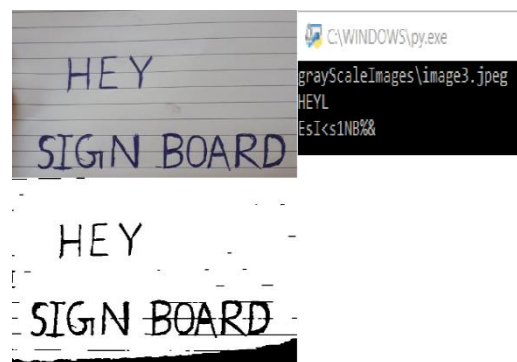 HEY
SIGN BOARD
C:\WINDOWS\py.exe
grayScaleImages\image3.jpeg
HEYL
EsI<s1NB%&
HEY
SIGN BOARD